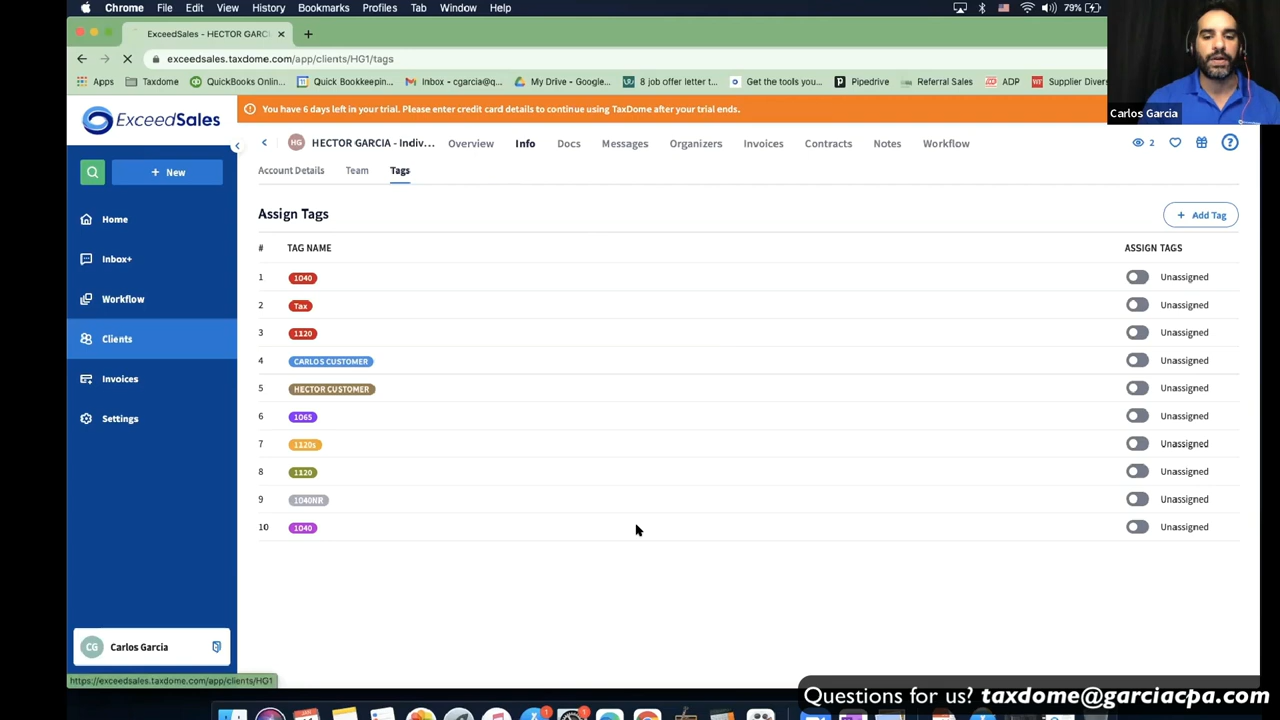 Chrome File Edit View History Bookmarks Profiles Tab Window Help 79%
ExceedSales - HECTOR GARCI
exceedsales.taxdome.com/app/clients/HG1/tags
Apps Taxdome QuickBooks Onlin... Quick Bookkeepin... Inbox - cgarcia@q... My Drive - Google... 8 job offer letter t... Get the tools you... Pipedrive Referral Sales ADP Supplier Divers
Carlos Garcia
ExceedSales
You have 6 days left in your trial. Please enter credit card details to continue using TaxDome after your trial ends.
HG HECTOR GARCIA - Indiv... Overview Info Docs Messages Organizers Invoices Contracts Notes Workflow 2 ?
Account Details Team Tags
+ New
Home
Inbox+
Workflow
Clients
Invoices
Settings
Assign Tags + Add Tag
# TAG NAME ASSIGN TAGS
1 1040 Unassigned
2 Tax Unassigned
3 1120 Unassigned
4 CARLOS CUSTOMER Unassigned
5 HECTOR CUSTOMER Unassigned
6 1065 Unassigned
7 1120s Unassigned
8 1120 Unassigned
9 1040NR Unassigned
10 1040 Unassigned
CG Carlos Garcia
https://exceedsales.taxdome.com/app/clients/HG1
Questions for us? taxdome@garciacpa.com